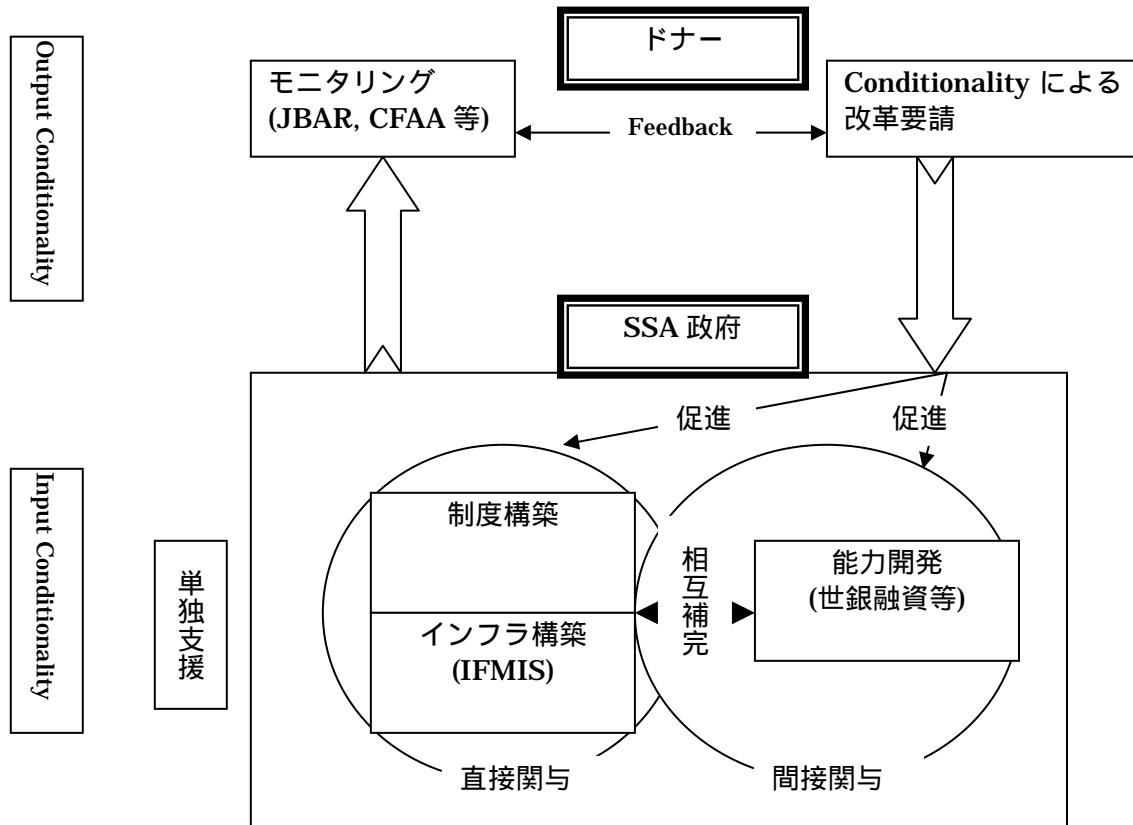 ドナー
Output Conditionality
モニタリング
(JBAR, CFAA 等)
Feedback
Conditionality による
改革要請
SSA 政府
促進
促進
Input Conditionality
単独支援
制度構築
インフラ構築
(IFMIS)
相互補完
能力開発
(世銀融資等)
直接関与
間接関与